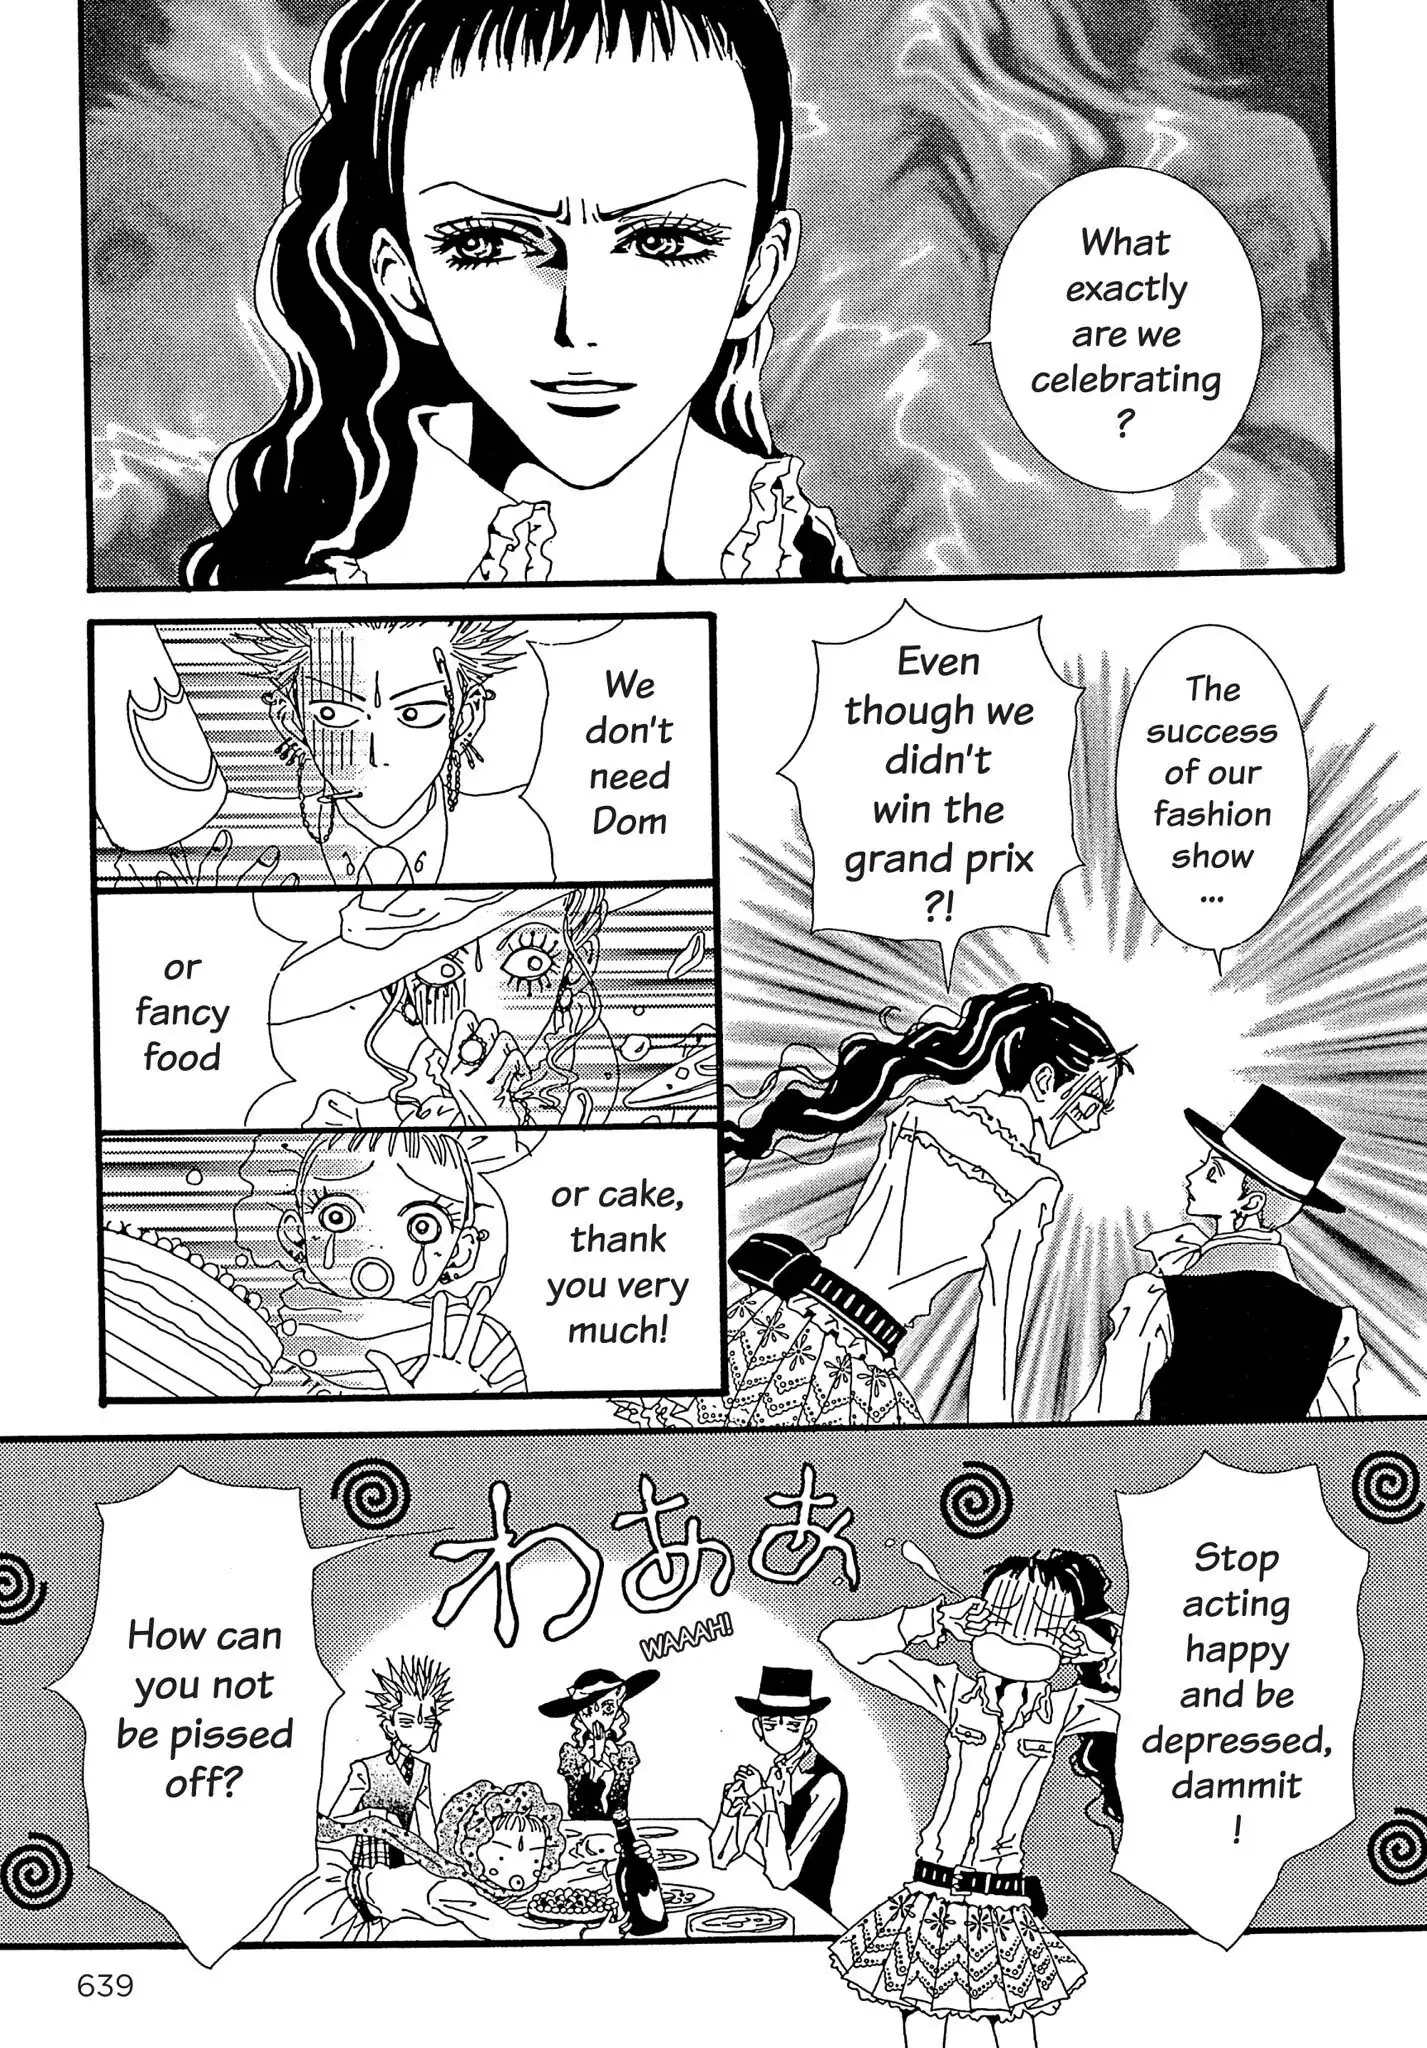 What
exactly
are we
celebrating
?
The
success
of our
fashion
show
...
Even
though we
didn't
win the
grand prix
?!
We
don't
need
Dom
or
fancy
food
or cake,
thank
you very
much!
Stop
acting
happy
and be
depressed,
dammit
!
わぁぁ
WAAAH!
How can
you not
be pissed
off?
639